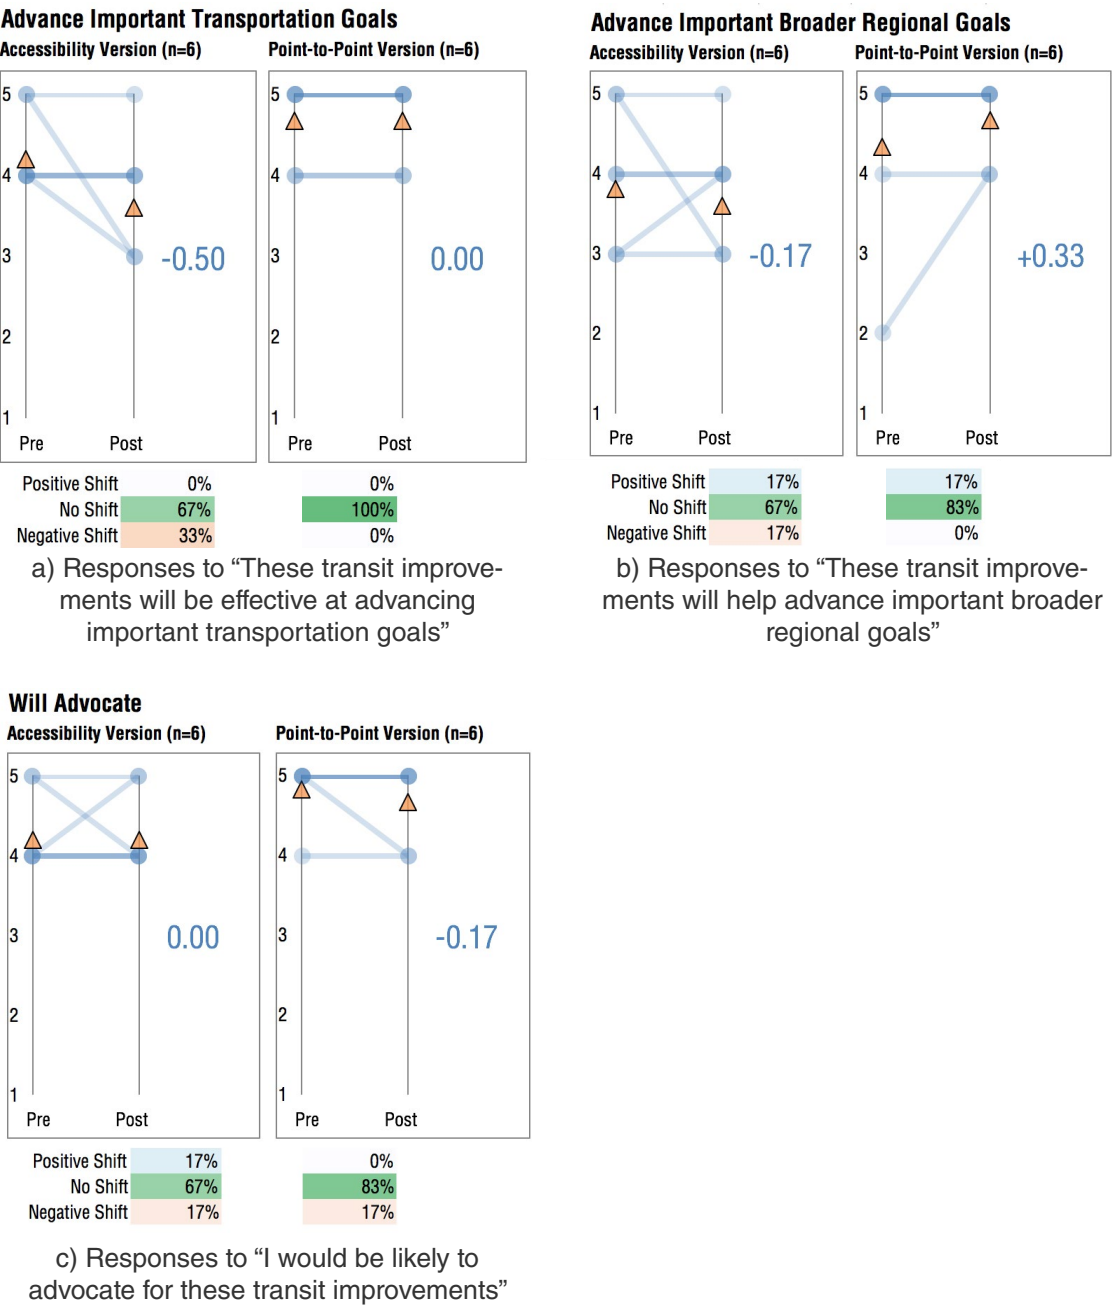 Advance Important Transportation Goals
Accessibility Version (n=6)
Point-to-Point Version (n=6)
5
4
3
2
1
Pre
Post
-0.50
5
4
3
2
1
Pre
Post
0.00
Positive Shift 0% 0%
No Shift 67% 100%
Negative Shift 33% 0%
a) Responses to “These transit improve-
ments will be effective at advancing
important transportation goals”
Advance Important Broader Regional Goals
Accessibility Version (n=6)
Point-to-Point Version (n=6)
5
4
3
2
1
Pre
Post
-0.17
5
4
3
2
1
Pre
Post
+0.33
Positive Shift 17% 17%
No Shift 67% 83%
Negative Shift 17% 0%
b) Responses to “These transit improve-
ments will help advance important broader
regional goals”
Will Advocate
Accessibility Version (n=6)
Point-to-Point Version (n=6)
5
4
3
2
1
Pre
Post
0.00
5
4
3
2
1
Pre
Post
-0.17
Positive Shift 17% 0%
No Shift 67% 83%
Negative Shift 17% 17%
c) Responses to “I would be likely to
advocate for these transit improvements”